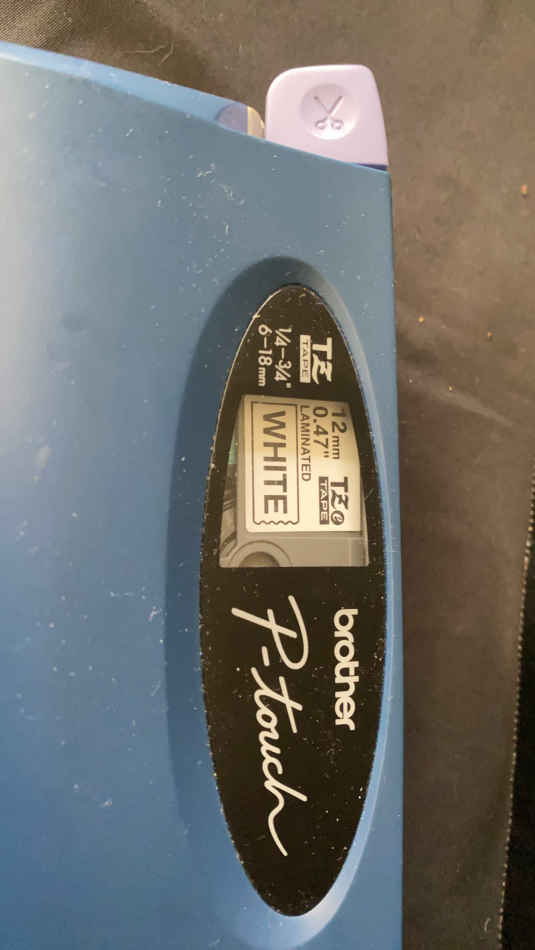 TZ
TAPE
1/4–3/4"
6–18mm
12mm
0.47"
LAMINATED
TZe
TAPE
WHITE
brother
P-touch